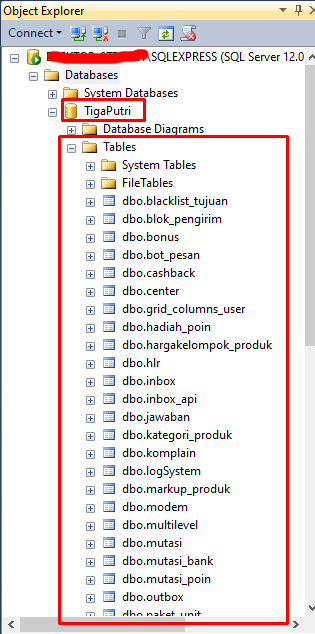 Object Explorer
Connect
\SQLEXPRESS (SQL Server 12.0
Databases
System Databases
TigaPutri
Database Diagrams
Tables
System Tables
FileTables
dbo.blacklist_tujuan
dbo.blok_pengirim
dbo.bonus
dbo.bot_pesan
dbo.cashback
dbo.center
dbo.grid_columns_user
dbo.hadiah_poin
dbo.hargakelompok_produk
dbo.hlr
dbo.inbox
dbo.inbox_api
dbo.jawaban
dbo.kategori_produk
dbo.komplain
dbo.logSystem
dbo.markup_produk
dbo.modem
dbo.multilevel
dbo.mutasi
dbo.mutasi_bank
dbo.mutasi_poin
dbo.outbox
dbo.paket_unit